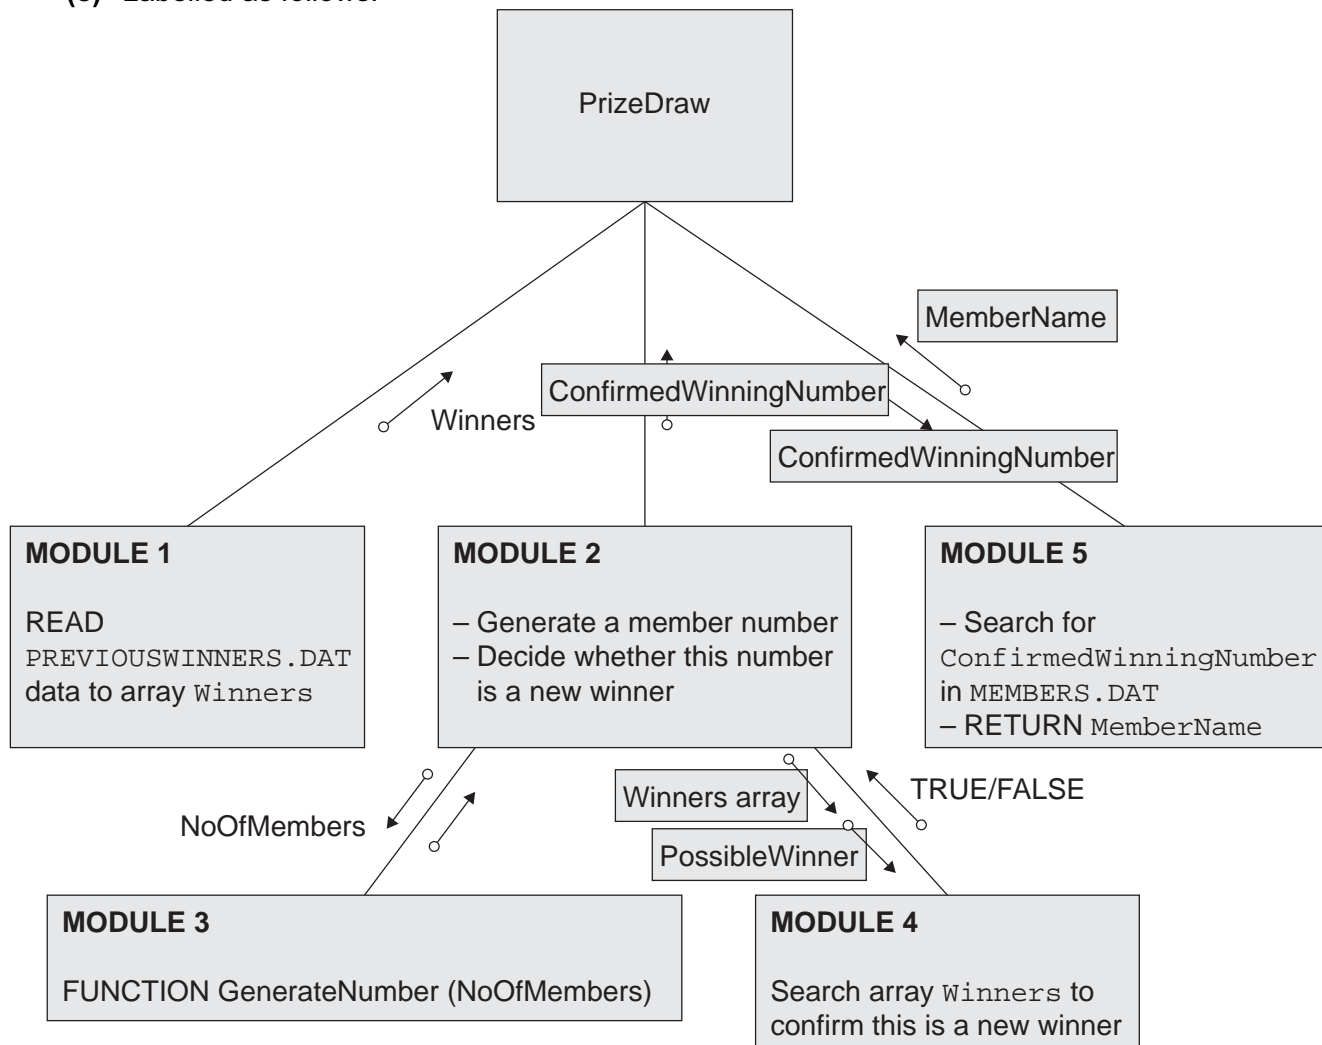 (c) Labelled as follows:
PrizeDraw
MemberName
ConfirmedWinningNumber
Winners
ConfirmedWinningNumber
MODULE 1
READ
PREVIOUSWINNERS.DAT
data to array Winners
MODULE 2
– Generate a member number
– Decide whether this number
is a new winner
MODULE 5
– Search for
ConfirmedWinningNumber
in MEMBERS.DAT
– RETURN MemberName
NoOfMembers
Winners array
TRUE/FALSE
PossibleWinner
MODULE 3
FUNCTION GenerateNumber (NoOfMembers)
MODULE 4
Search array Winners to
confirm this is a new winner